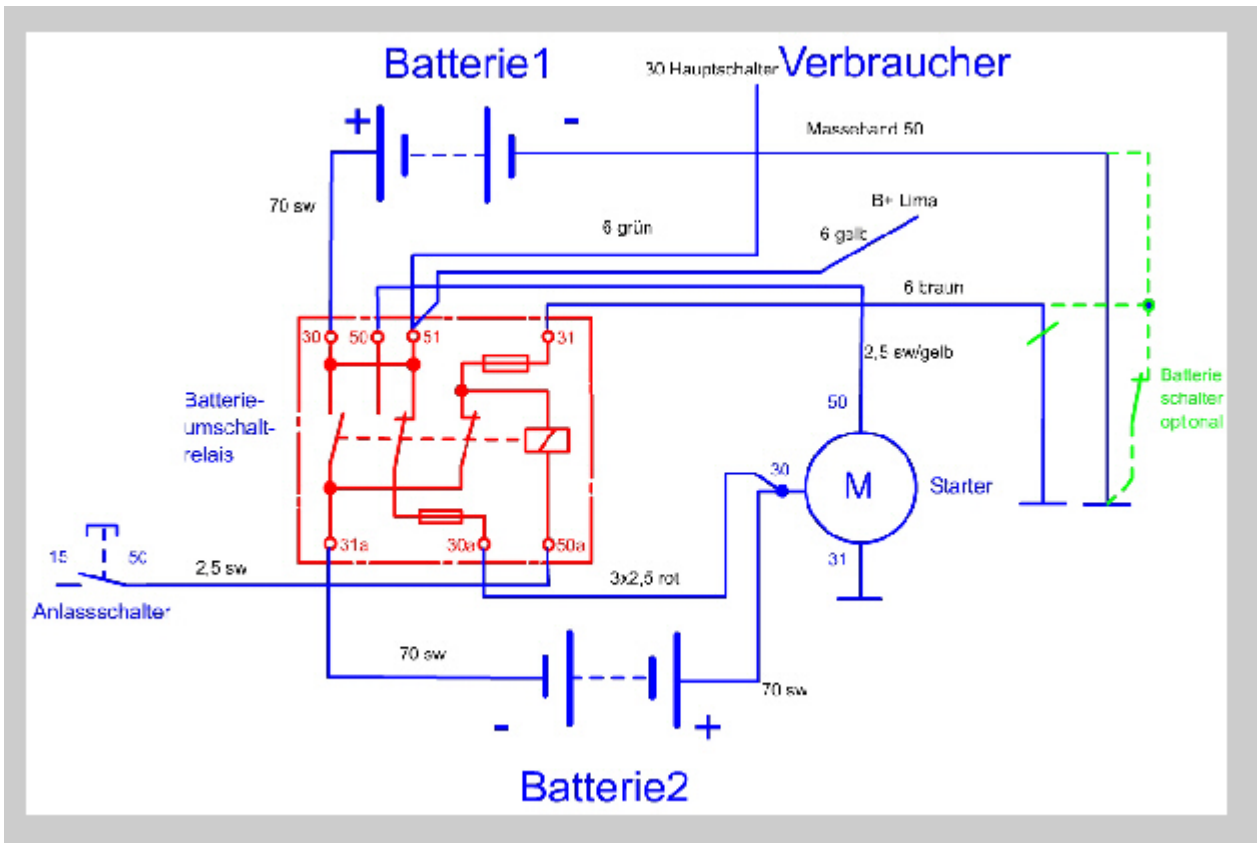 Batterie1
30 Hauptschalter
Verbraucher
+
-
Masseband 50
70 sw
B+ Lima
6 grün
6 gelb
6 braun
30
50
51
31
2,5 sw/gelb
Batterie
schalter
optional
Batterie-
umschalt-
relais
50
30
M
Starter
31a
30a
50a
31
15
50
2,5 sw
3x2,5 rot
Anlassschalter
70 sw
70 sw
-
+
Batterie2